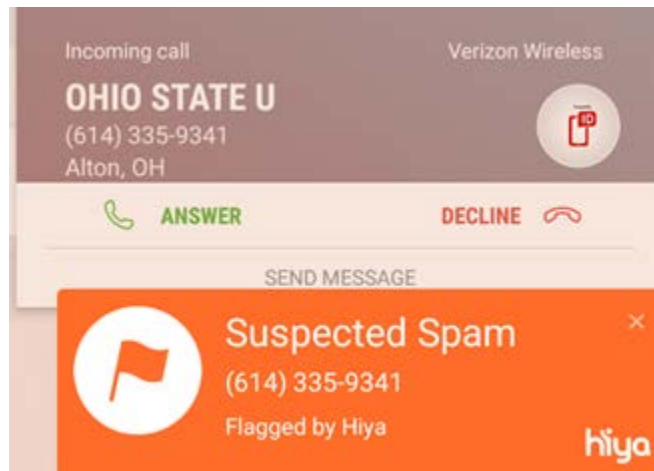 Incoming call
Verizon Wireless
OHIO STATE U
(614) 335-9341
Alton, OH
ID
ANSWER
DECLINE
SEND MESSAGE
Suspected Spam
×
(614) 335-9341
Flagged by Hiya
hiya